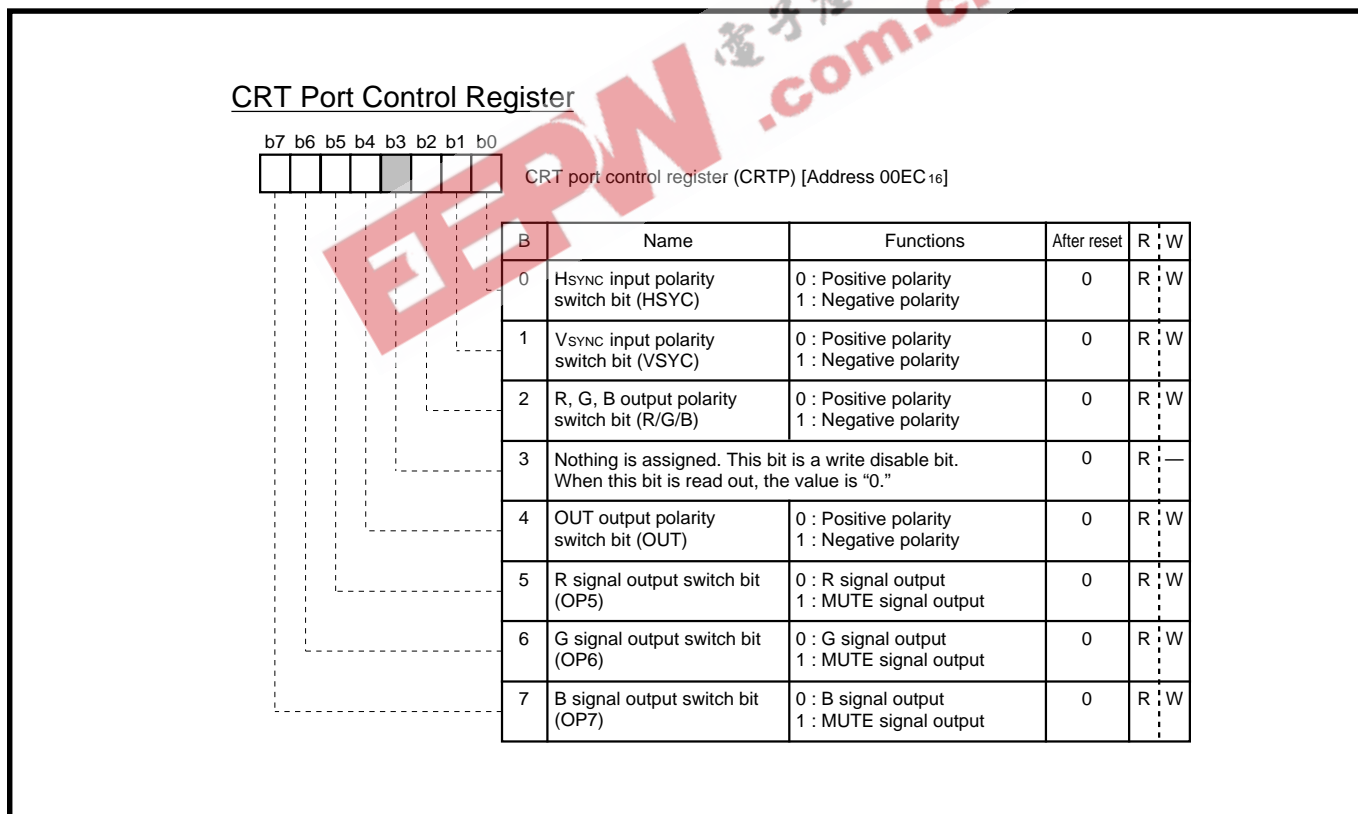 EEPW 電子產
.com.cn
CRT Port Control Register
b7 b6 b5 b4 b3 b2 b1 b0
CRT port control register (CRTP) [Address 00EC16]
B Name Functions After reset R W
0 HSYNC input polarity switch bit (HSYC) 0 : Positive polarity 1 : Negative polarity 0 R W
1 VSYNC input polarity switch bit (VSYC) 0 : Positive polarity 1 : Negative polarity 0 R W
2 R, G, B output polarity switch bit (R/G/B) 0 : Positive polarity 1 : Negative polarity 0 R W
3 Nothing is assigned. This bit is a write disable bit. When this bit is read out, the value is “0.” 0 R —
4 OUT output polarity switch bit (OUT) 0 : Positive polarity 1 : Negative polarity 0 R W
5 R signal output switch bit (OP5) 0 : R signal output 1 : MUTE signal output 0 R W
6 G signal output switch bit (OP6) 0 : G signal output 1 : MUTE signal output 0 R W
7 B signal output switch bit (OP7) 0 : B signal output 1 : MUTE signal output 0 R W